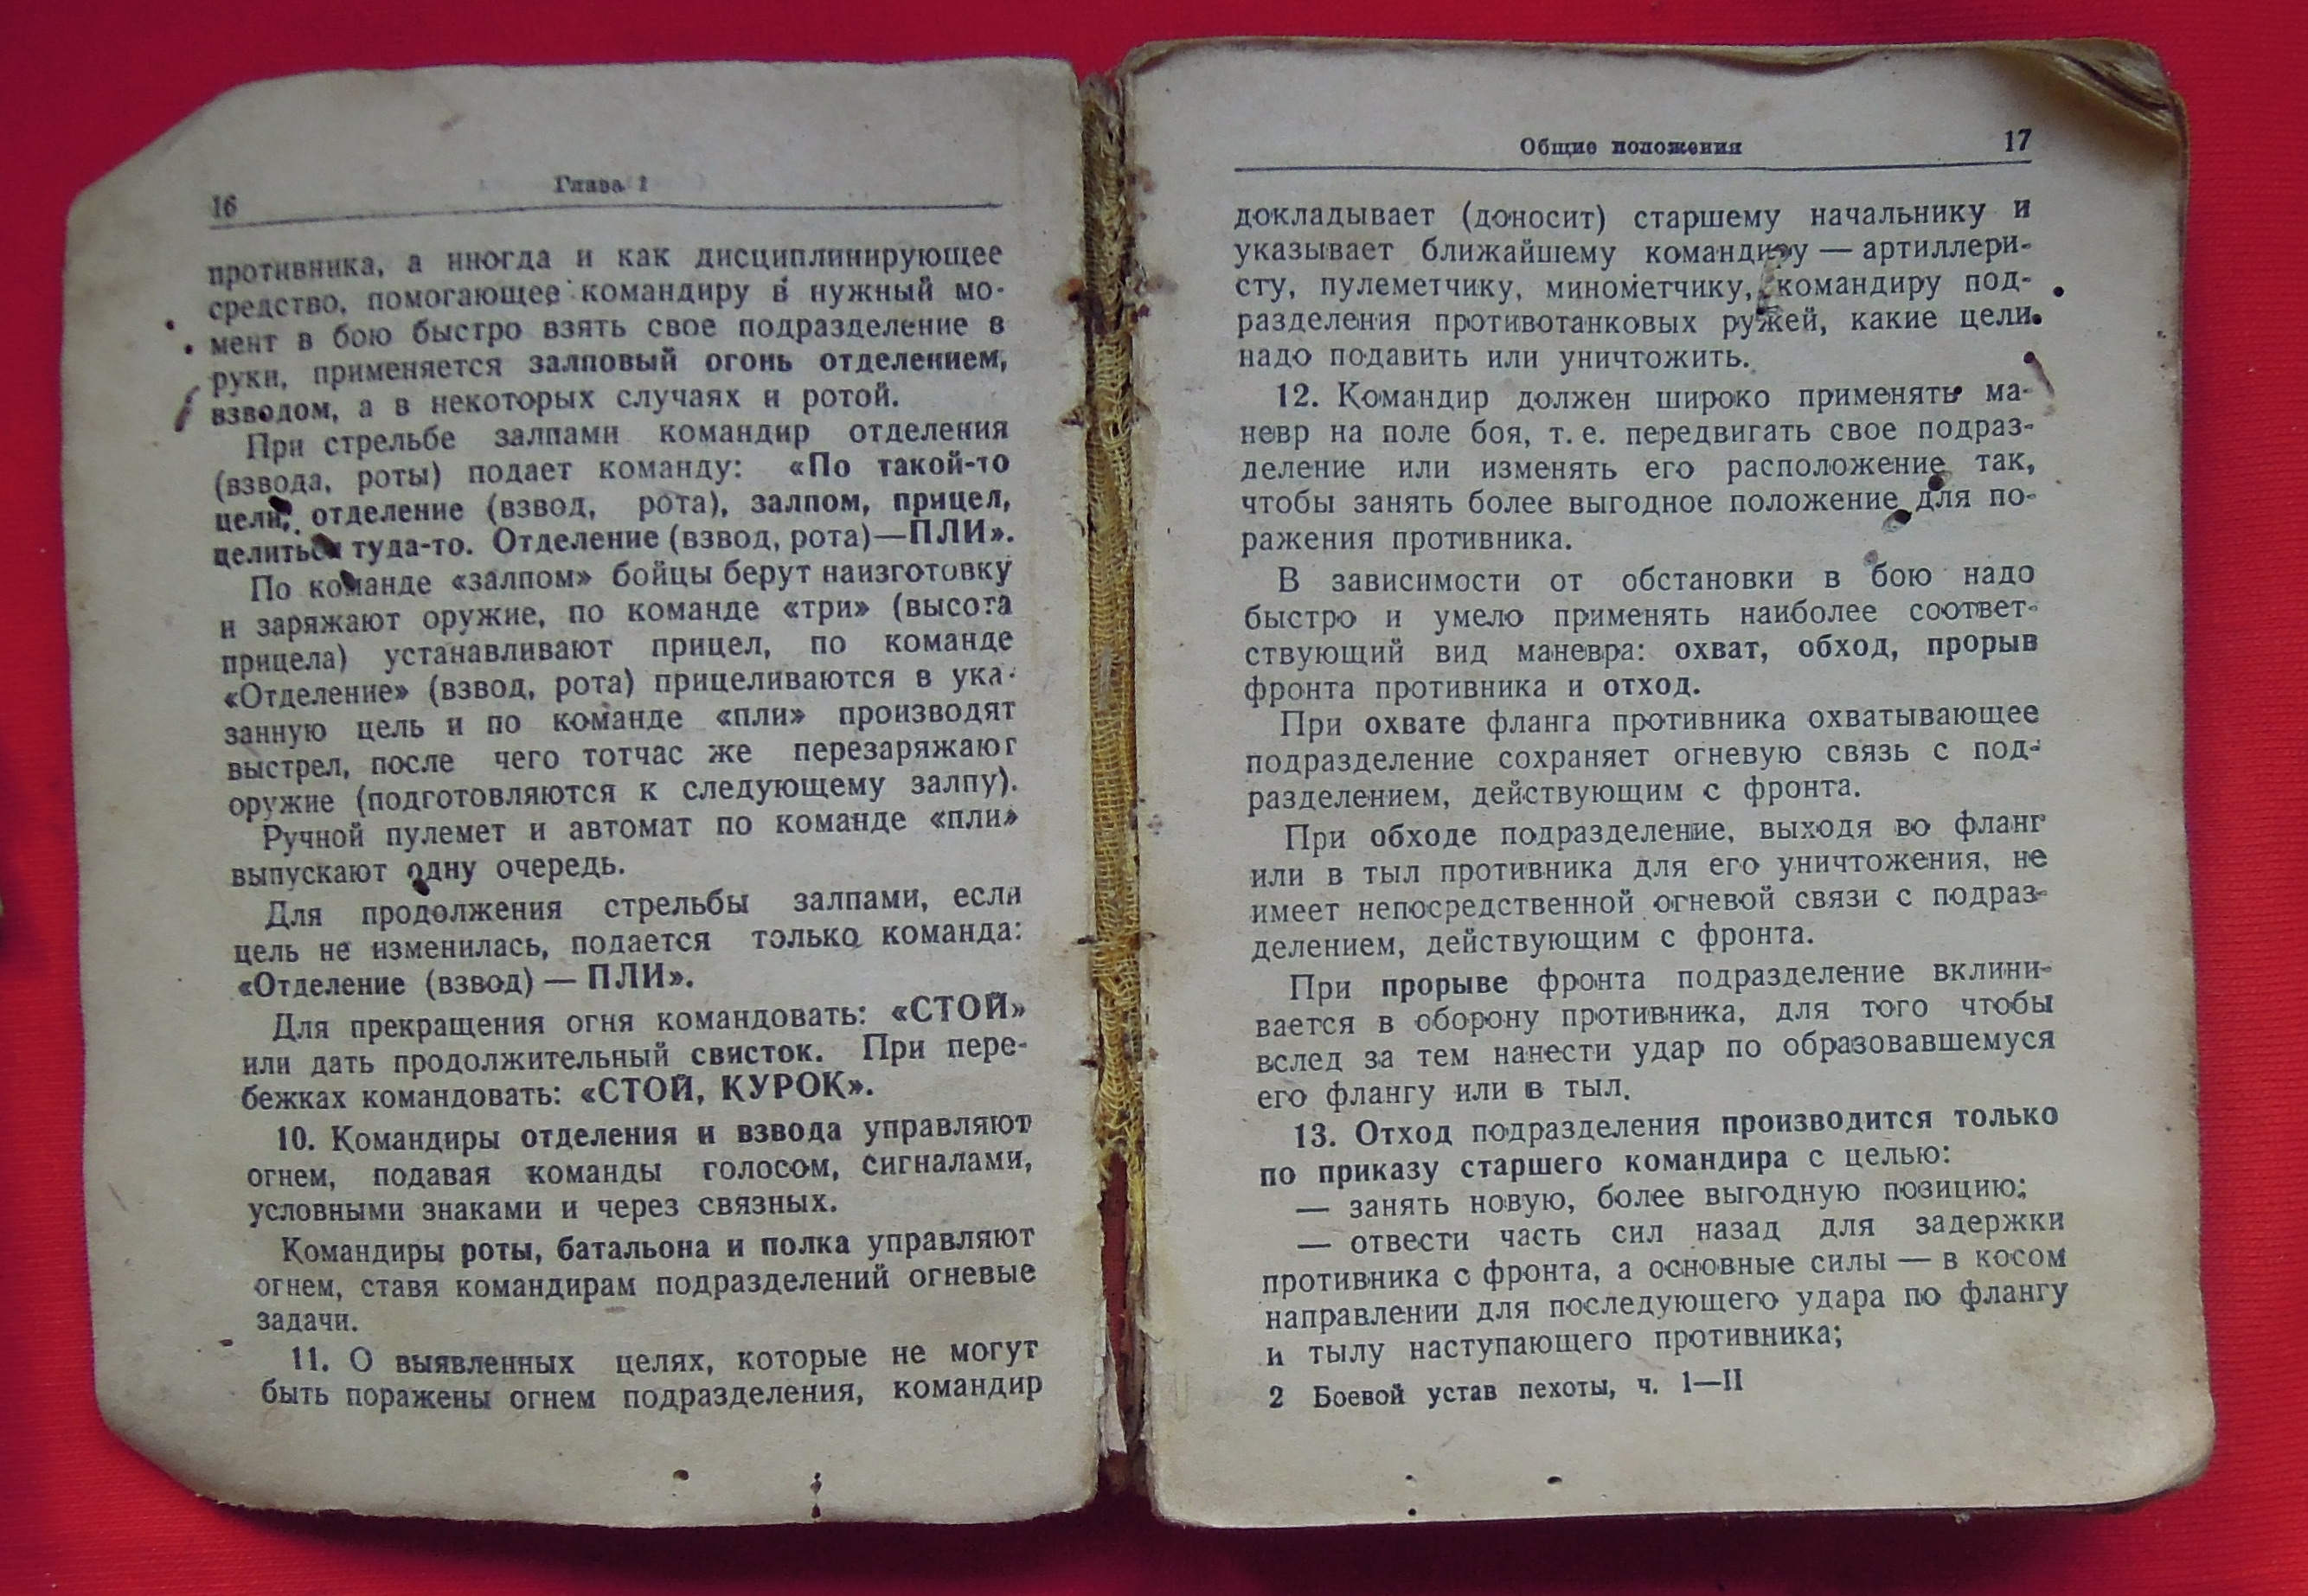 16
Глава 1
противника, а иногда и как дисциплинирующее
средство, помогающее командиру в нужный мо-
мент в бою быстро взять свое подразделение в
руки, применяется залповый огонь отделением,
взводом, а в некоторых случаях и ротой.
При стрельбе залпами командир отделения
(взвода, роты) подает команду: «По такой-то
цели, отделение (взвод, рота), залпом, прицел,
целиться туда-то. Отделение (взвод, рота)—ПЛИ».
По команде «залпом» бойцы берут наизготовку
и заряжают оружие, по команде «три» (высота
прицела) устанавливают прицел, по команде
«Отделение» (взвод, рота) прицеливаются в ука-
занную цель и по команде «пли» производят
выстрел, после чего тотчас же перезаряжают
оружие (подготовляются к следующему залпу).
Ручной пулемет и автомат по команде «пли»
выпускают одну очередь.
Для продолжения стрельбы залпами, если
цель не изменилась, подается только команда:
«Отделение (взвод) — ПЛИ».
Для прекращения огня командовать: «СТОЙ»
или дать продолжительный свисток. При пере-
бежках командовать: «СТОЙ, КУРОК».
10. Командиры отделения и взвода управляют
огнем, подавая команды голосом, сигналами,
условными знаками и через связных.
Командиры роты, батальона и полка управляют
огнем, ставя командирам подразделений огневые
задачи.
11. О выявленных целях, которые не могут
быть поражены огнем подразделения, командир
Общие положения
17
докладывает (доносит) старшему начальнику и
указывает ближайшему командиру — артиллери-
сту, пулеметчику, минометчику, командиру под-
разделения противотанковых ружей, какие цели
надо подавить или уничтожить.
12. Командир должен широко применять ма-
невр на поле боя, т. е. передвигать свое подраз-
деление или изменять его расположение так,
чтобы занять более выгодное положение для по-
ражения противника.
В зависимости от обстановки в бою надо
быстро и умело применять наиболее соответ-
ствующий вид маневра: охват, обход, прорыв
фронта противника и отход.
При охвате фланга противника охватывающее
подразделение сохраняет огневую связь с под-
разделением, действующим с фронта.
При обходе подразделение, выходя во фланг
или в тыл противника для его уничтожения, не
имеет непосредственной огневой связи с подраз-
делением, действующим с фронта.
При прорыве фронта подразделение вклини-
вается в оборону противника, для того чтобы
вслед за тем нанести удар по образовавшемуся
его флангу или в тыл.
13. Отход подразделения производится только
по приказу старшего командира с целью:
— занять новую, более выгодную позицию;
— отвести часть сил назад для задержки
противника с фронта, а основные силы — в косом
направлении для последующего удара по флангу
и тылу наступающего противника;
2 Боевой устав пехоты, ч. 1—II